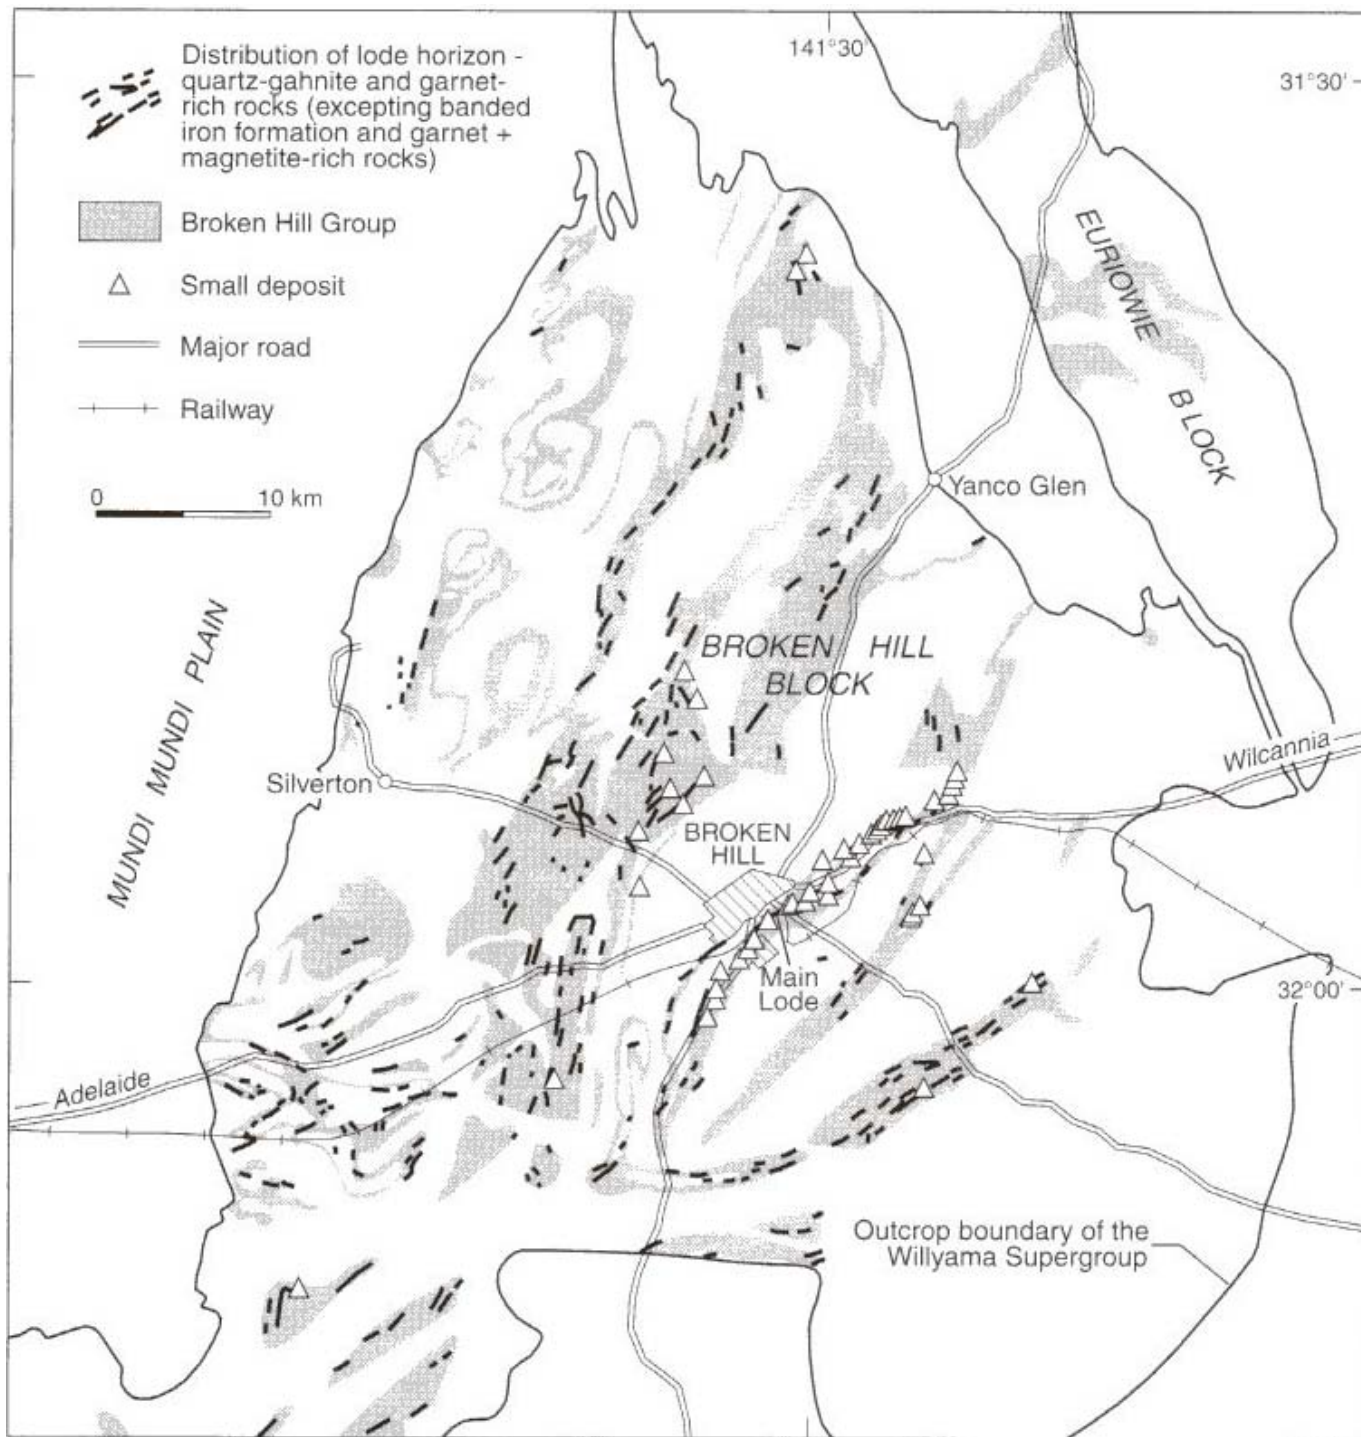 141°30'
31°30'
Distribution of lode horizon -
quartz-gahnite and garnet-
rich rocks (excepting banded
iron formation and garnet +
magnetite-rich rocks)
Broken Hill Group
Small deposit
Major road
Railway
0 10 km
EURIOWIE
BLOCK
Yanco Glen
BROKEN HILL
BLOCK
MUNDI MUNDI PLAIN
Silverton
Wilcannia
BROKEN
HILL
Main
Lode
32°00'
Adelaide
Outcrop boundary of the
Willyama Supergroup